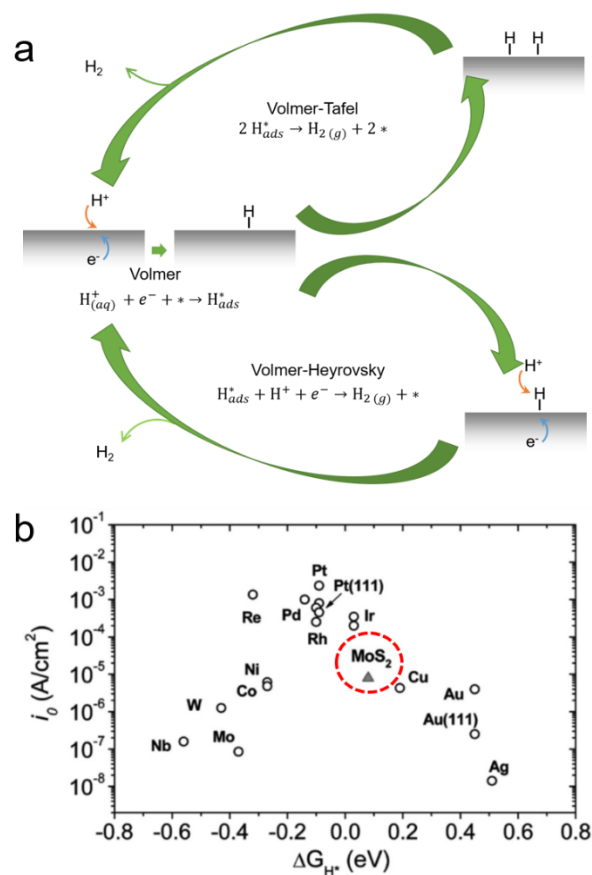 a
H H
H₂
Volmer-Tafel
2 H*ads → H₂ (g) + 2 *
H⁺
H
e⁻
Volmer
H⁺(aq) + e⁻ + * → H*ads
H⁺
Volmer-Heyrovsky
H
H*ads + H⁺ + e⁻ → H₂ (g) + *
e⁻
H₂
b
10⁻¹
10⁻²
10⁻³
10⁻⁴
10⁻⁵
10⁻⁶
10⁻⁷
10⁻⁸
i₀ (A/cm²)
Pt
Pt(111)
Re
Pd
Ir
Rh
MoS₂
Ni
Cu
Co
Au
W
Au(111)
Nb
Mo
Ag
-0.8 -0.6 -0.4 -0.2 0.0 0.2 0.4 0.6 0.8
ΔG_H* (eV)